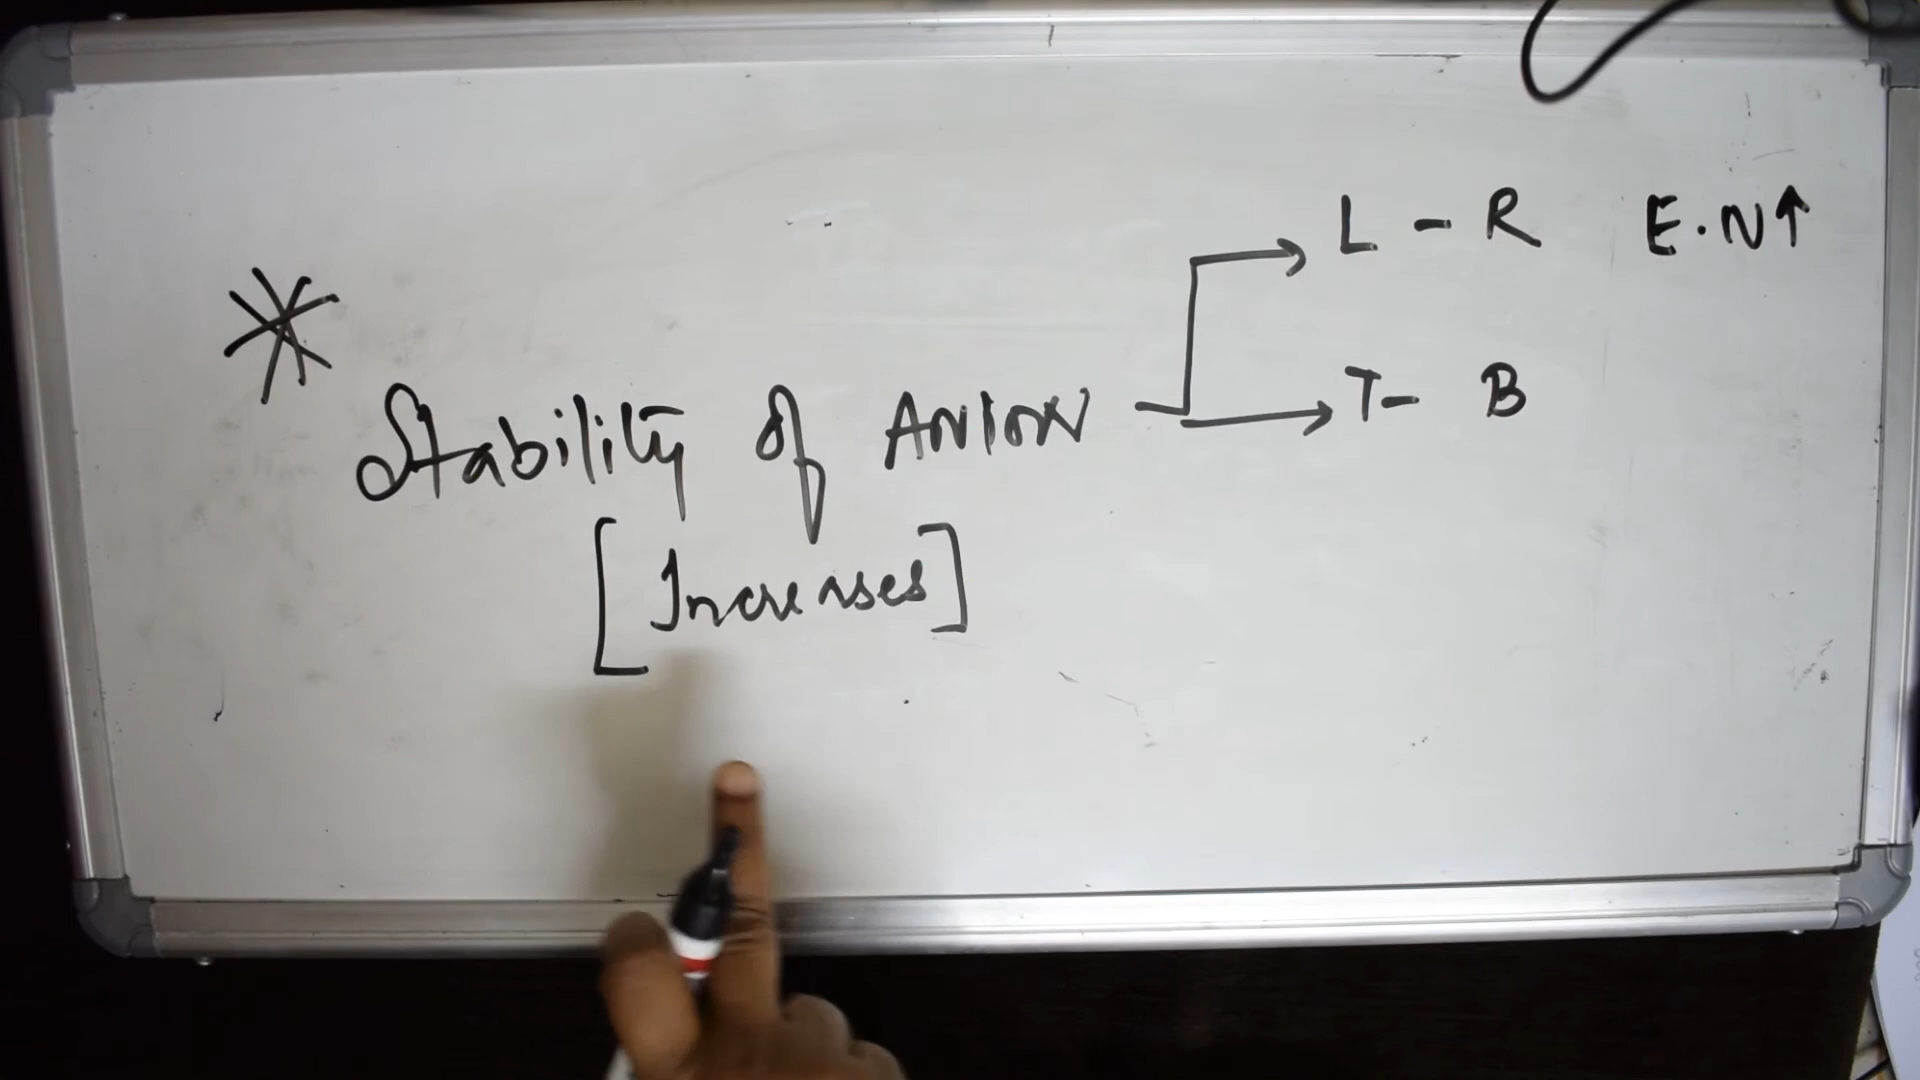 L - R E.N↑
* Stability of ANION T- B
[Increases]